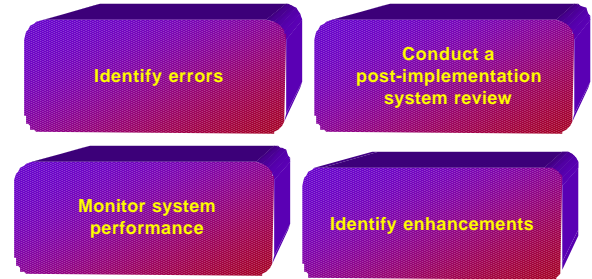 Identify errors
Conduct a
post-implementation
system review
Monitor system
performance
Identify enhancements